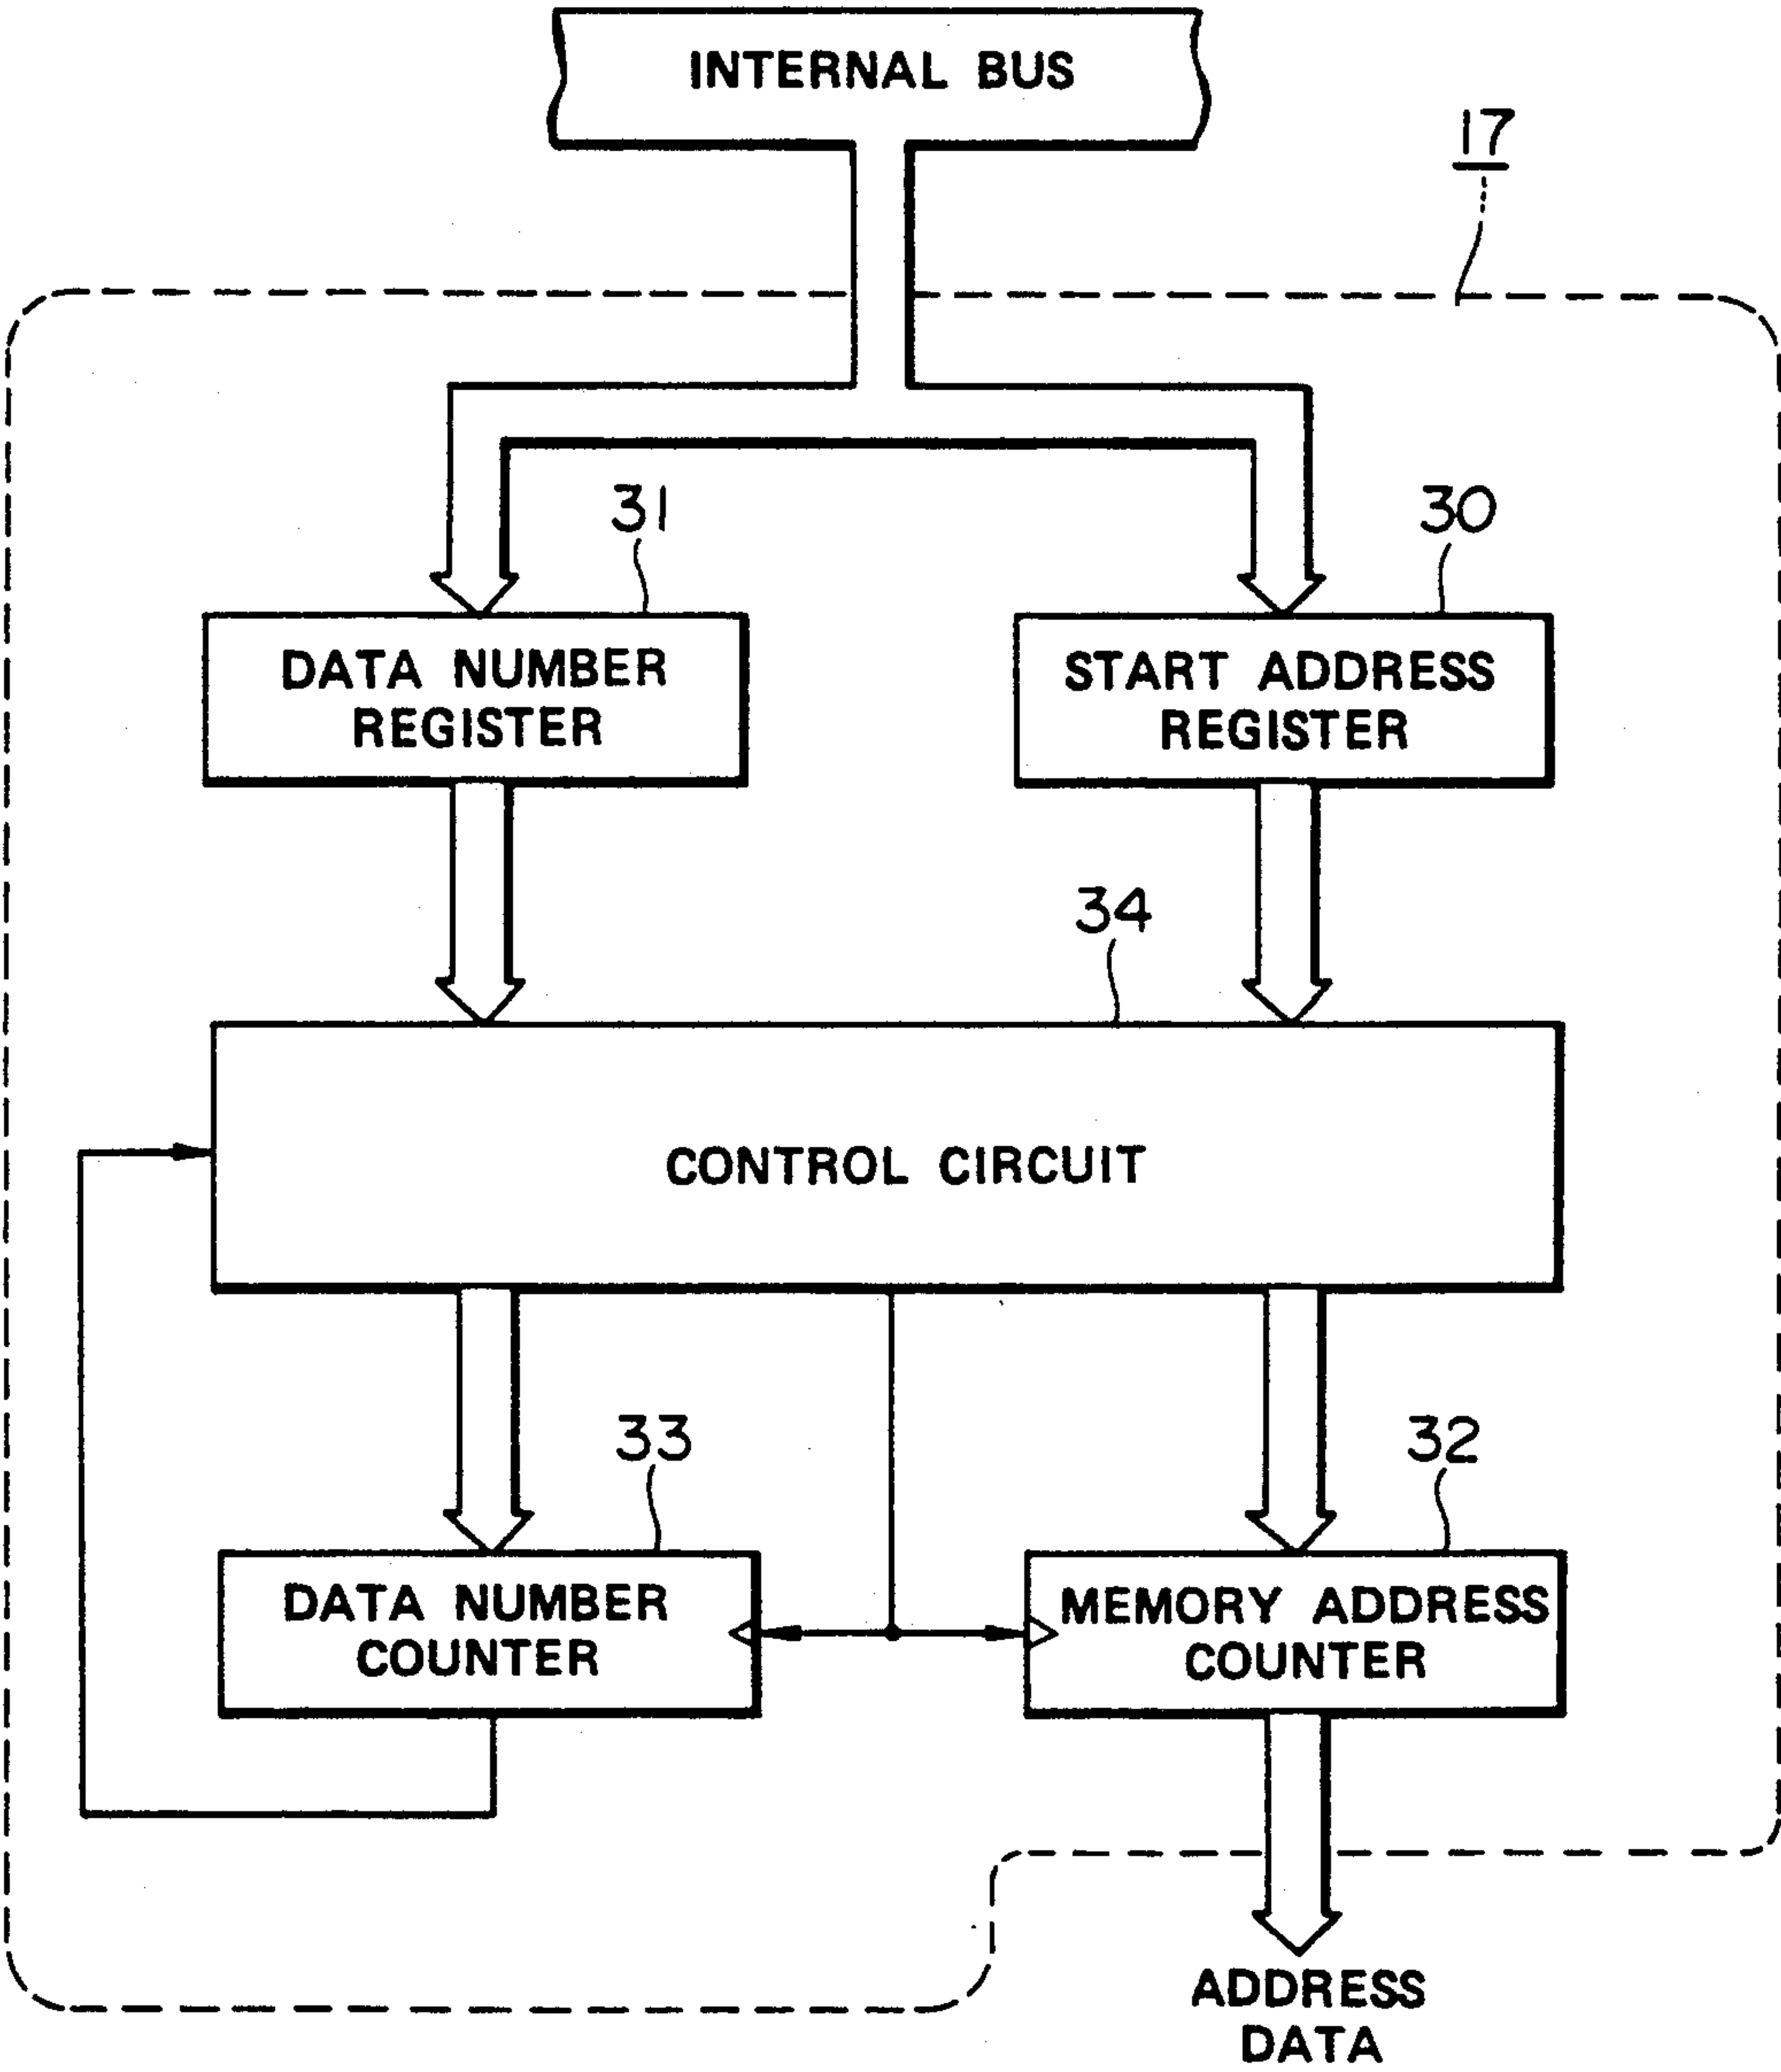 INTERNAL BUS
17
31
30
DATA NUMBER
REGISTER
START ADDRESS
REGISTER
34
CONTROL CIRCUIT
33
32
DATA NUMBER
COUNTER
MEMORY ADDRESS
COUNTER
ADDRESS
DATA